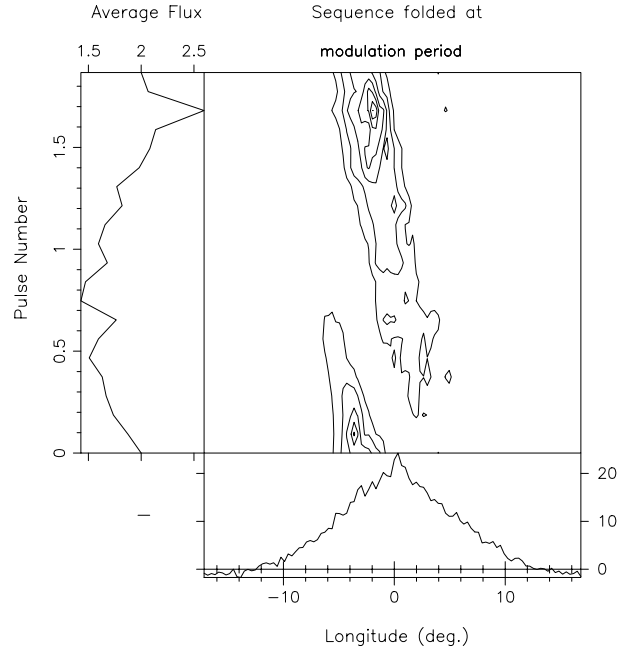 Average Flux
Sequence folded at
1.5 2 2.5
modulation period
Pulse Number
1.5
1
0.5
0
20
10
0
−10 0 10
Longitude (deg.)